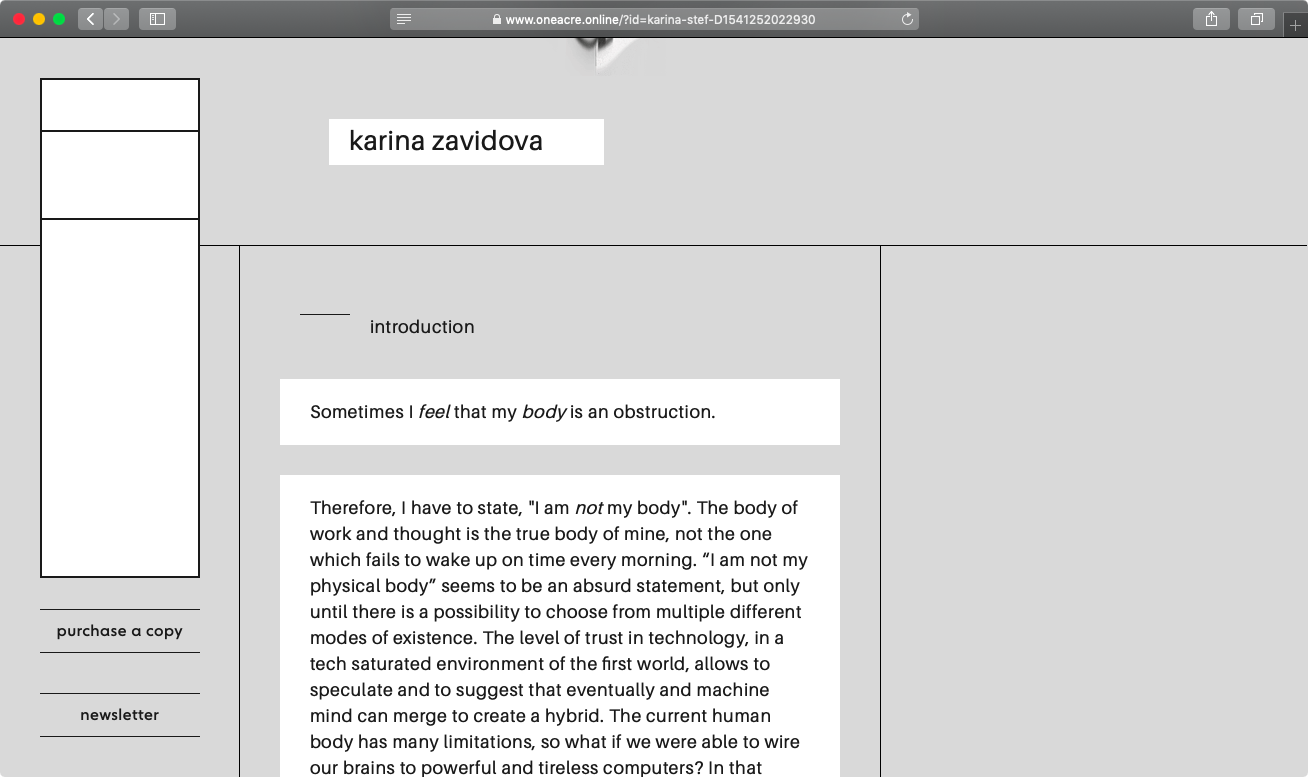 www.oneacre.online/?id=karina-stef-D1541252022930
karina zavidova
introduction
Sometimes I feel that my body is an obstruction.
Therefore, I have to state, "I am not my body". The body of
work and thought is the true body of mine, not the one
which fails to wake up on time every morning. “I am not my
physical body” seems to be an absurd statement, but only
until there is a possibility to choose from multiple different
modes of existence. The level of trust in technology, in a
tech saturated environment of the first world, allows to
speculate and to suggest that eventually and machine
mind can merge to create a hybrid. The current human
body has many limitations, so what if we were able to wire
our brains to powerful and tireless computers? In that
purchase a copy
newsletter